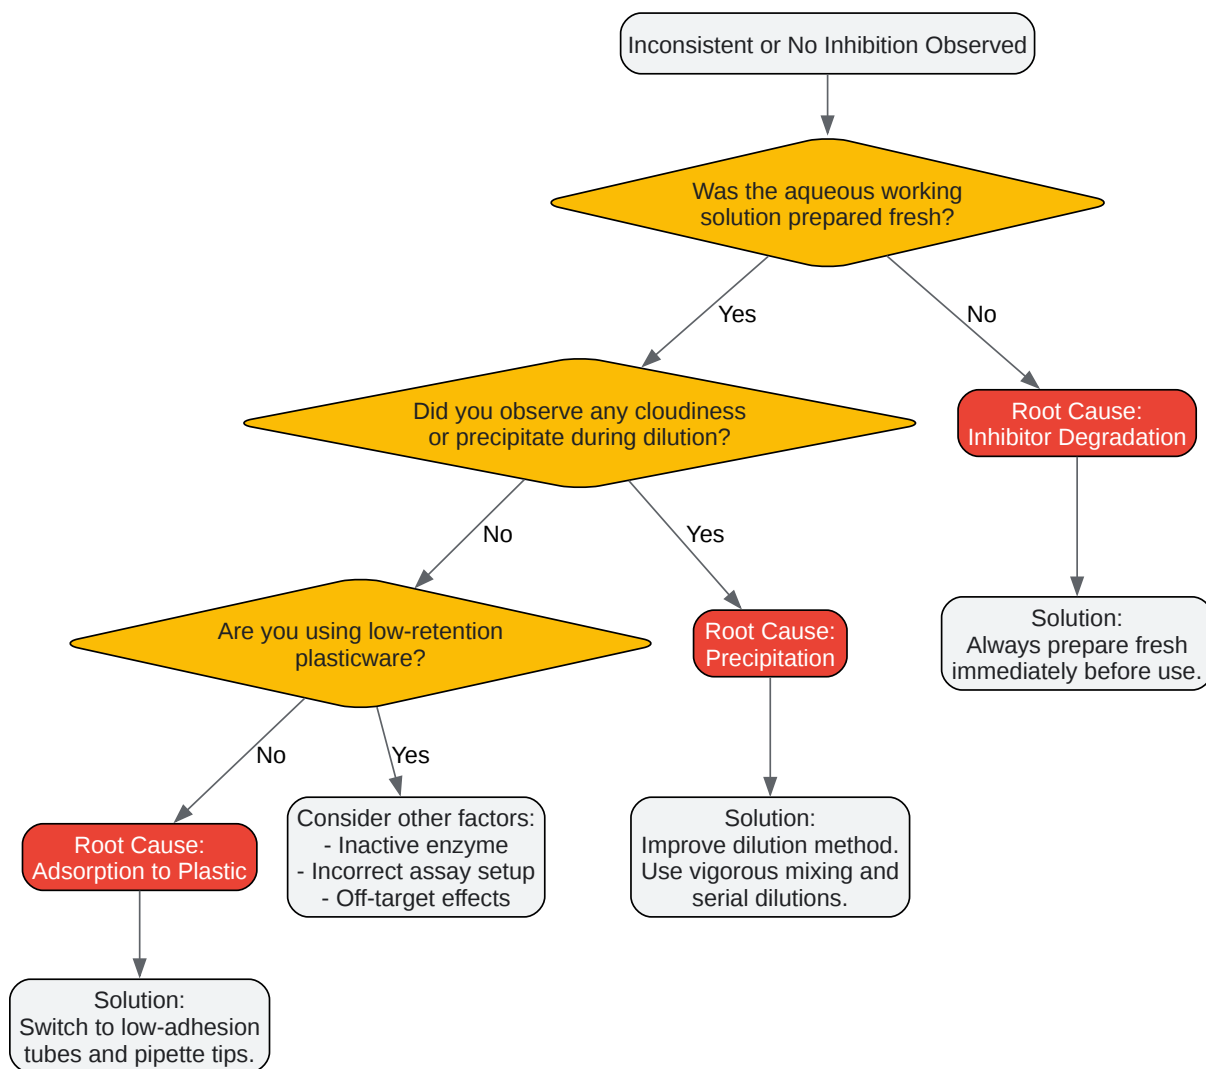 Inconsistent or No Inhibition Observed
Was the aqueous working
solution prepared fresh?
Yes
No
Did you observe any cloudiness
or precipitate during dilution?
Root Cause:
Inhibitor Degradation
No
Yes
Are you using low-retention
plasticware?
Root Cause:
Precipitation
Solution:
Always prepare fresh
immediately before use.
No
Yes
Root Cause:
Adsorption to Plastic
Consider other factors:
- Inactive enzyme
- Incorrect assay setup
- Off-target effects
Solution:
Improve dilution method.
Use vigorous mixing and
serial dilutions.
Solution:
Switch to low-adhesion
tubes and pipette tips.